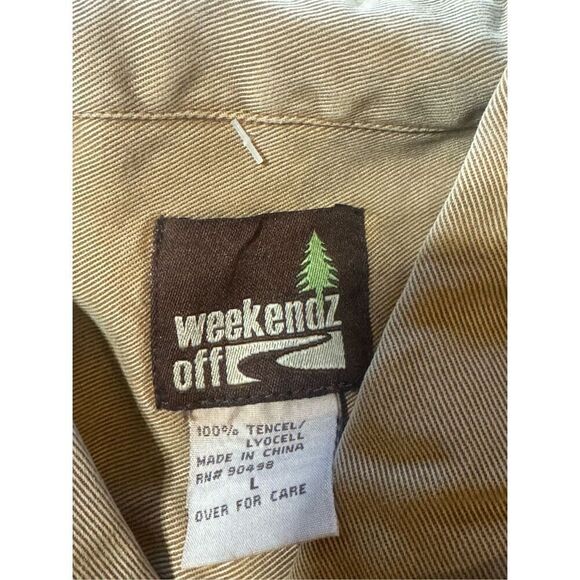 weekendz
off
100% TENCEL/
LYOCELL
MADE IN CHINA
RN# 90498
L
OVER FOR CARE